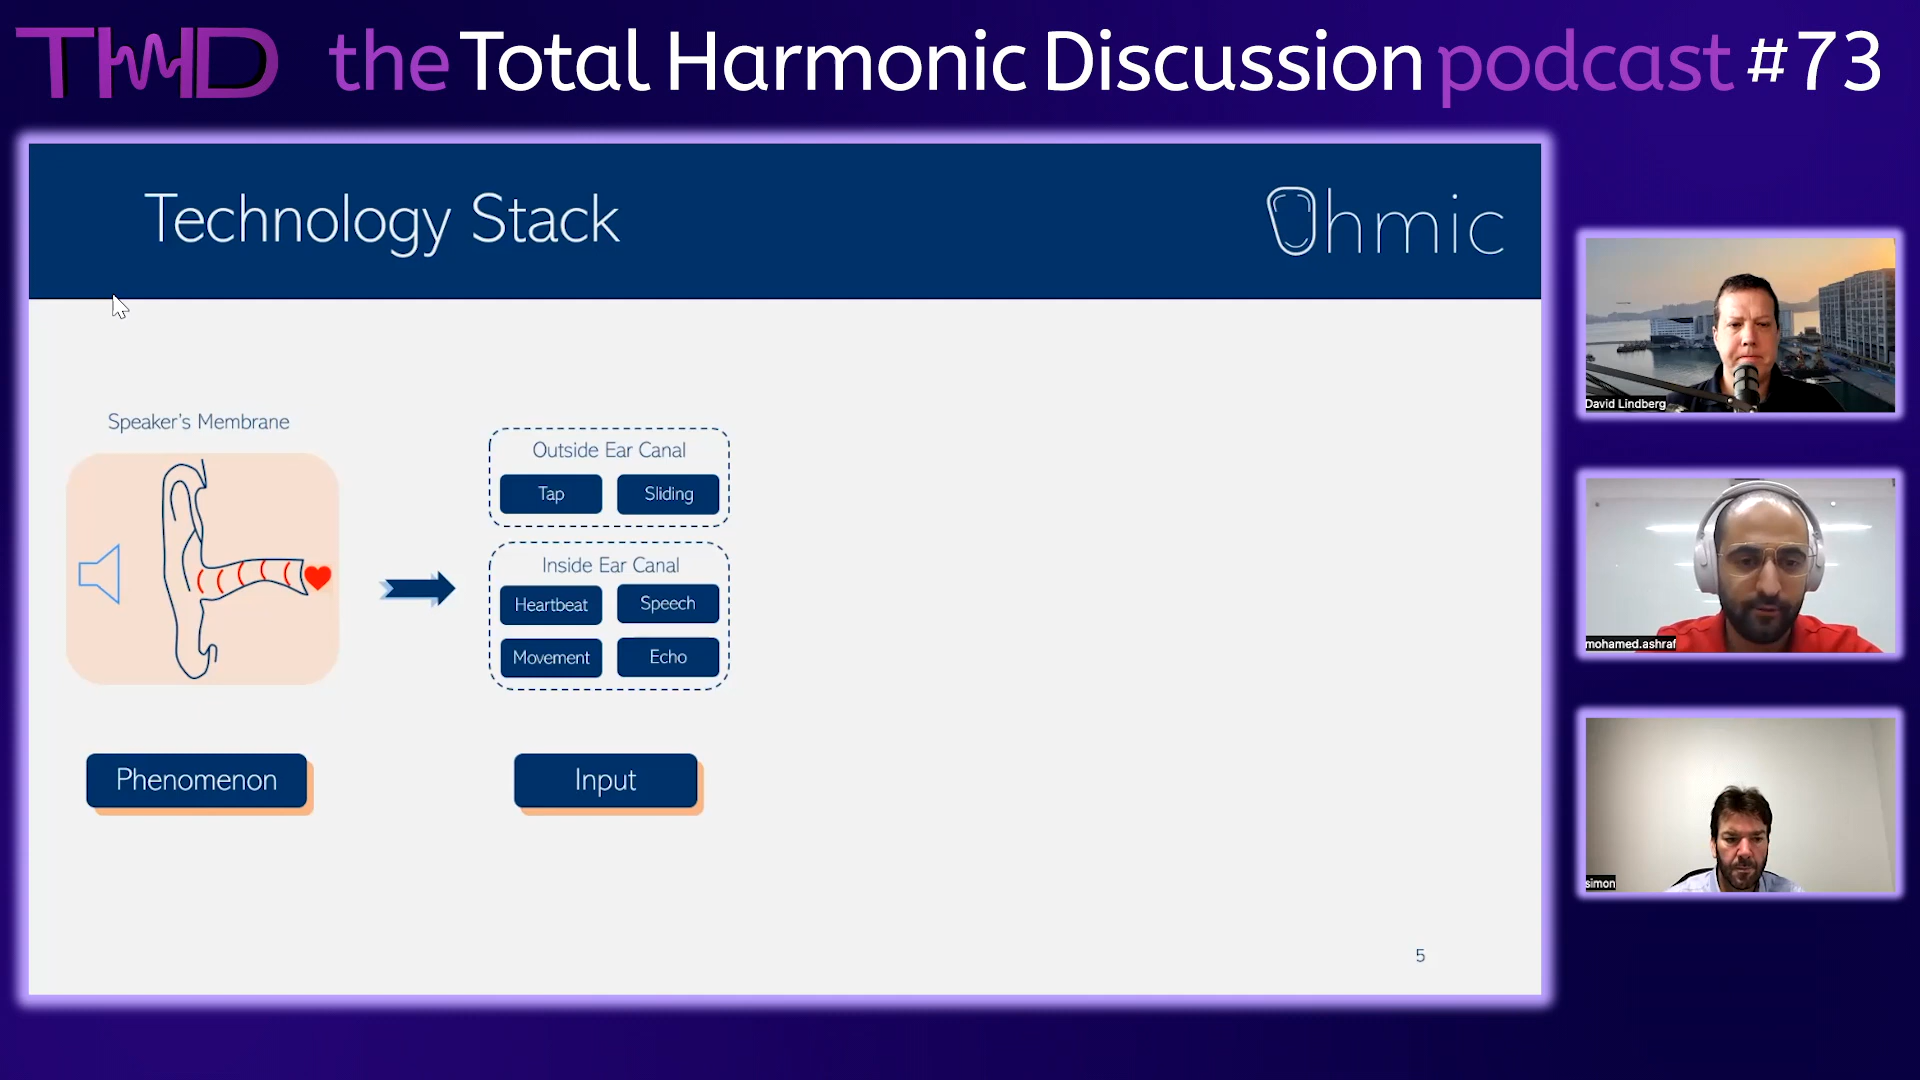 THD the Total Harmonic Discussion podcast #73
Technology Stack
Ohmic
Speaker's Membrane
Outside Ear Canal
Tap Sliding
Inside Ear Canal
Heartbeat Speech
Movement Echo
Phenomenon
Input
5
David Lindberg
mohamed.ashraf
simon